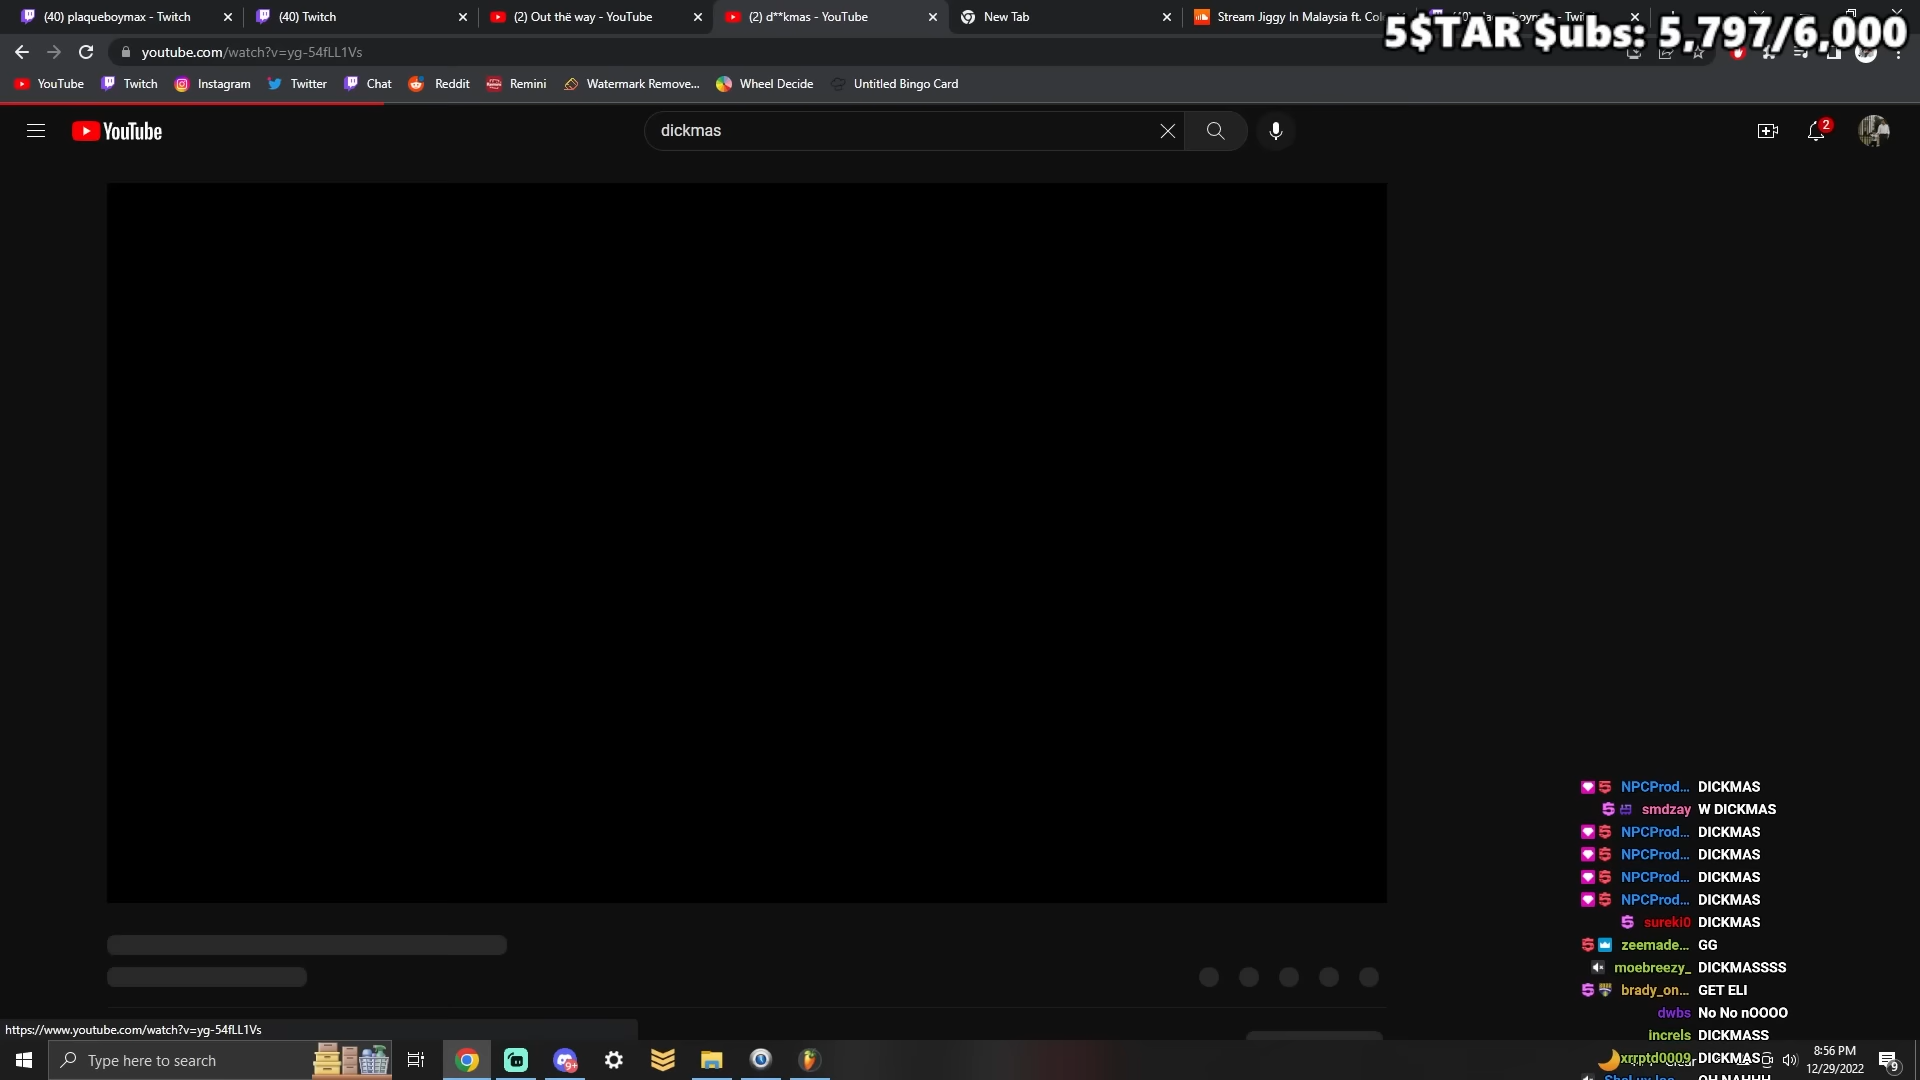 (40) plaqueboymax - Twitch
(40) Twitch
(2) Out thë way - YouTube
(2) d**kmas - YouTube
New Tab
Stream Jiggy In Malaysia ft. Col
5$TAR $ubs: 5,797/6,000
youtube.com/watch?v=yg-54fLL1Vs
YouTube
Twitch
Instagram
Twitter
Chat
Reddit
Remini
Watermark Remove...
Wheel Decide
Untitled Bingo Card
YouTube
dickmas
2
NPCProd... DICKMAS
smdzay W DICKMAS
NPCProd... DICKMAS
NPCProd... DICKMAS
NPCProd... DICKMAS
NPCProd... DICKMAS
sureki0 DICKMAS
zeemade... GG
moebreezy_ DICKMASSSS
brady_on... GET ELI
dwbs No No nOOOO
increls DICKMASS
xrrptd0009 DICKMAS
https://www.youtube.com/watch?v=yg-54fLL1Vs
Type here to search
9+
8:56 PM
12/29/2022
9